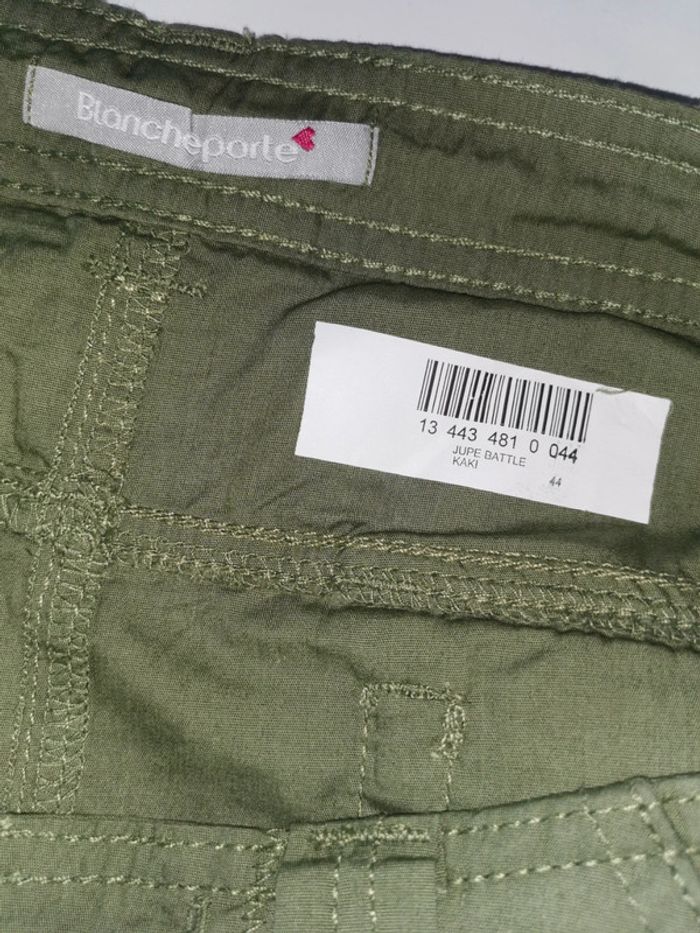 Blancheporte
13 443 481 0 044
JUPE BATTLE
KAKI
44